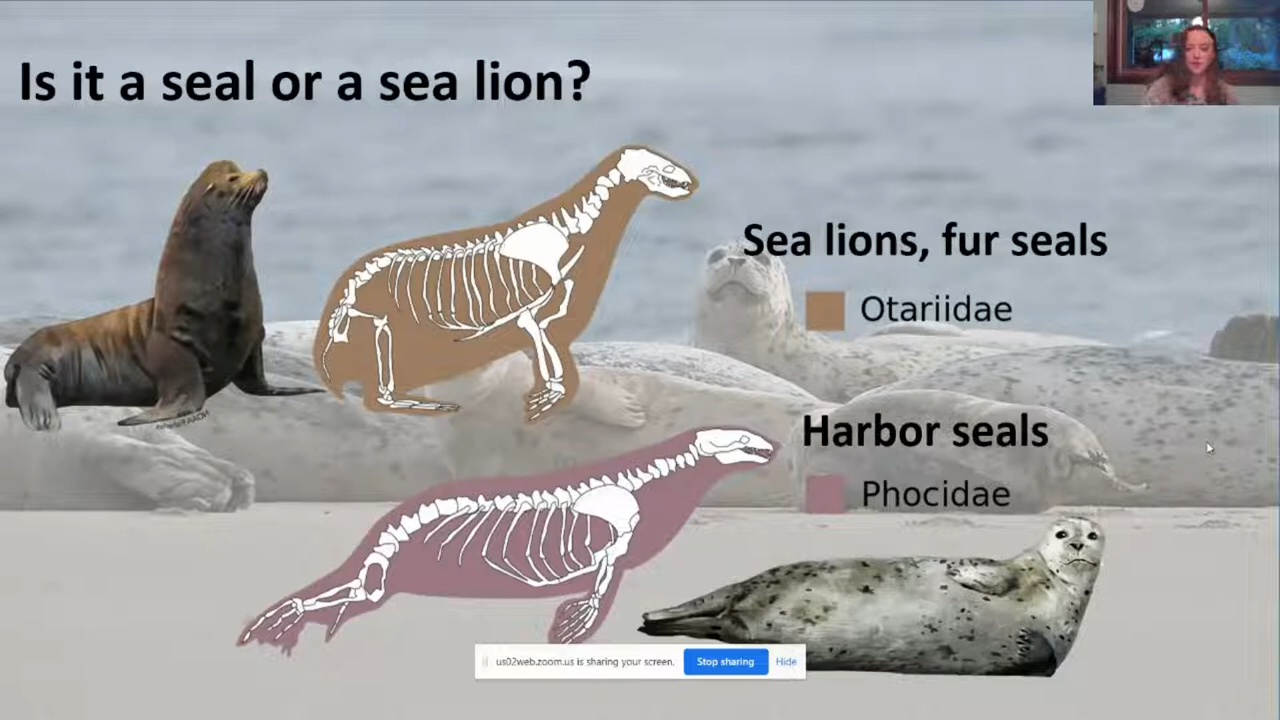 Is it a seal or a sea lion?
Sea lions, fur seals
Otariidae
Harbor seals
Phocidae
us02web.zoom.us is sharing your screen.
Stop sharing
Hide